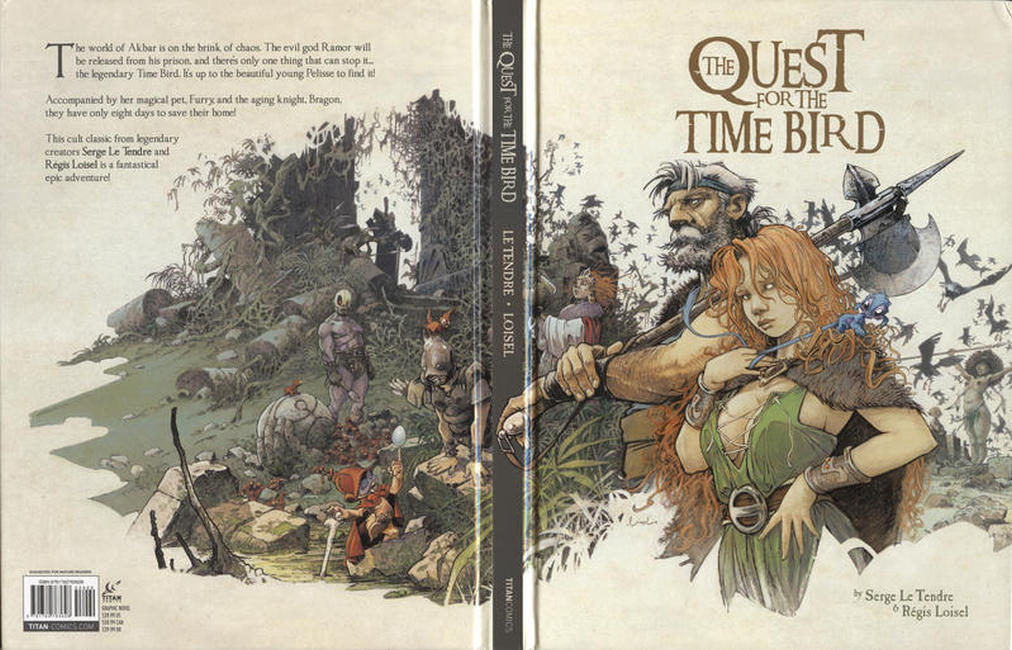 The world of Akbar is on the brink of chaos. The evil god Ramor will
be released from his prison, and there's only one thing that can stop it...
the legendary Time Bird. It's up to the beautiful young Pelisse to find it!
Accompanied by her magical pet, Furry, and the aging knight, Bragon,
they have only eight days to save their home!
This cult classic from legendary
creators Serge Le Tendre and
Régis Loisel is a fantastical
epic adventure!
SUGGESTED FOR MATURE READERS
TITAN
COMICS
GRAPHIC NOVEL
TITAN-COMICS.COM
THE QUEST FOR THE TIME BIRD
LE TENDRE • LOISEL
TITANCOMICS
THE QUEST
FOR THE
TIME BIRD
by Serge Le Tendre
& Régis Loisel